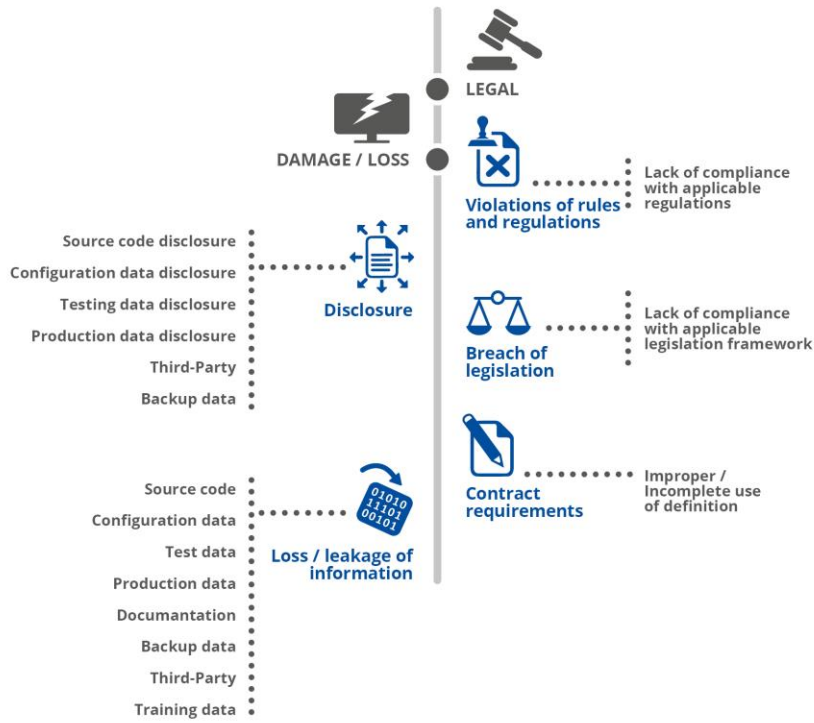 LEGAL
DAMAGE / LOSS
Violations of rules
and regulations
Lack of compliance
with applicable
regulations
Source code disclosure
Configuration data disclosure
Testing data disclosure
Production data disclosure
Third-Party
Backup data
Disclosure
Breach of
legislation
Lack of compliance
with applicable
legislation framework
Contract
requirements
Improper /
Incomplete use
of definition
Source code
Configuration data
Test data
Production data
Documantation
Backup data
Third-Party
Training data
01010
11101
00101
Loss / leakage of
information